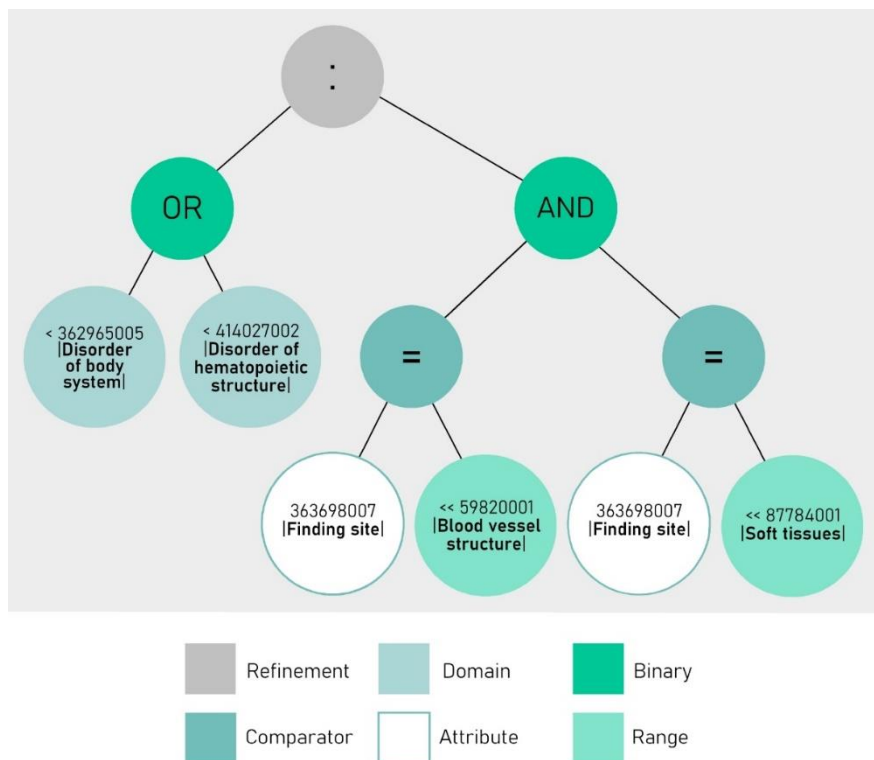 :
OR
AND
< 362965005
|Disorder
of body
system|
< 414027002
|Disorder of
hematopoietic
structure|
=
=
363698007
|Finding site|
<< 59820001
|Blood vessel
structure|
363698007
|Finding site|
<< 87784001
|Soft tissues|
Refinement
Domain
Binary
Comparator
Attribute
Range